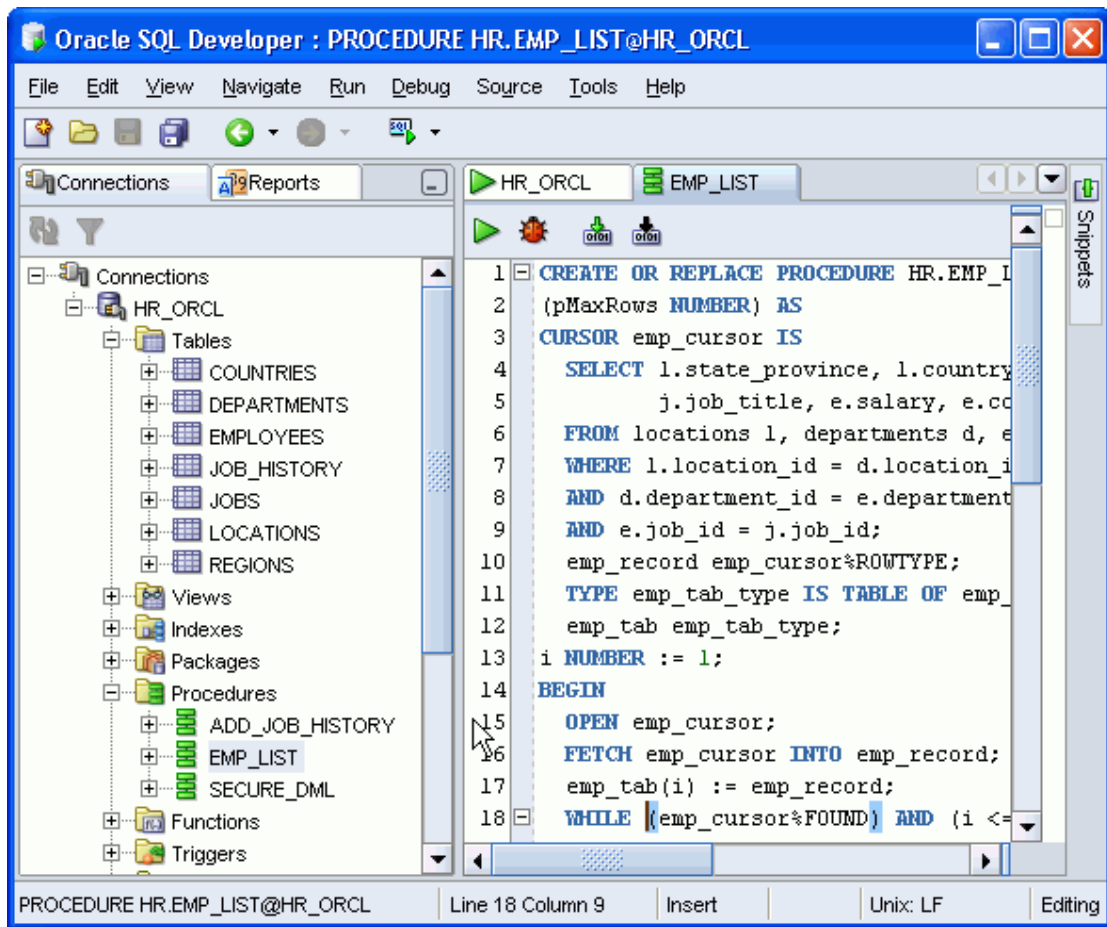 Oracle SQL Developer : PROCEDURE HR.EMP_LIST@HR_ORCL
File Edit View Navigate Run Debug Source Tools Help
Connections Reports
HR_ORCL EMP_LIST
Snippets
Connections
HR_ORCL
Tables
COUNTRIES
DEPARTMENTS
EMPLOYEES
JOB_HISTORY
JOBS
LOCATIONS
REGIONS
Views
Indexes
Packages
Procedures
ADD_JOB_HISTORY
EMP_LIST
SECURE_DML
Functions
Triggers
1 CREATE OR REPLACE PROCEDURE HR.EMP_L
2 (pMaxRows NUMBER) AS
3 CURSOR emp_cursor IS
4 SELECT l.state_province, l.country
5 j.job_title, e.salary, e.co
6 FROM locations l, departments d, e
7 WHERE l.location_id = d.location_i
8 AND d.department_id = e.department
9 AND e.job_id = j.job_id;
10 emp_record emp_cursor%ROWTYPE;
11 TYPE emp_tab_type IS TABLE OF emp_
12 emp_tab emp_tab_type;
13 i NUMBER := 1;
14 BEGIN
15 OPEN emp_cursor;
16 FETCH emp_cursor INTO emp_record;
17 emp_tab(i) := emp_record;
18 WHILE (emp_cursor%FOUND) AND (i <=
PROCEDURE HR.EMP_LIST@HR_ORCL Line 18 Column 9 Insert Unix: LF Editing